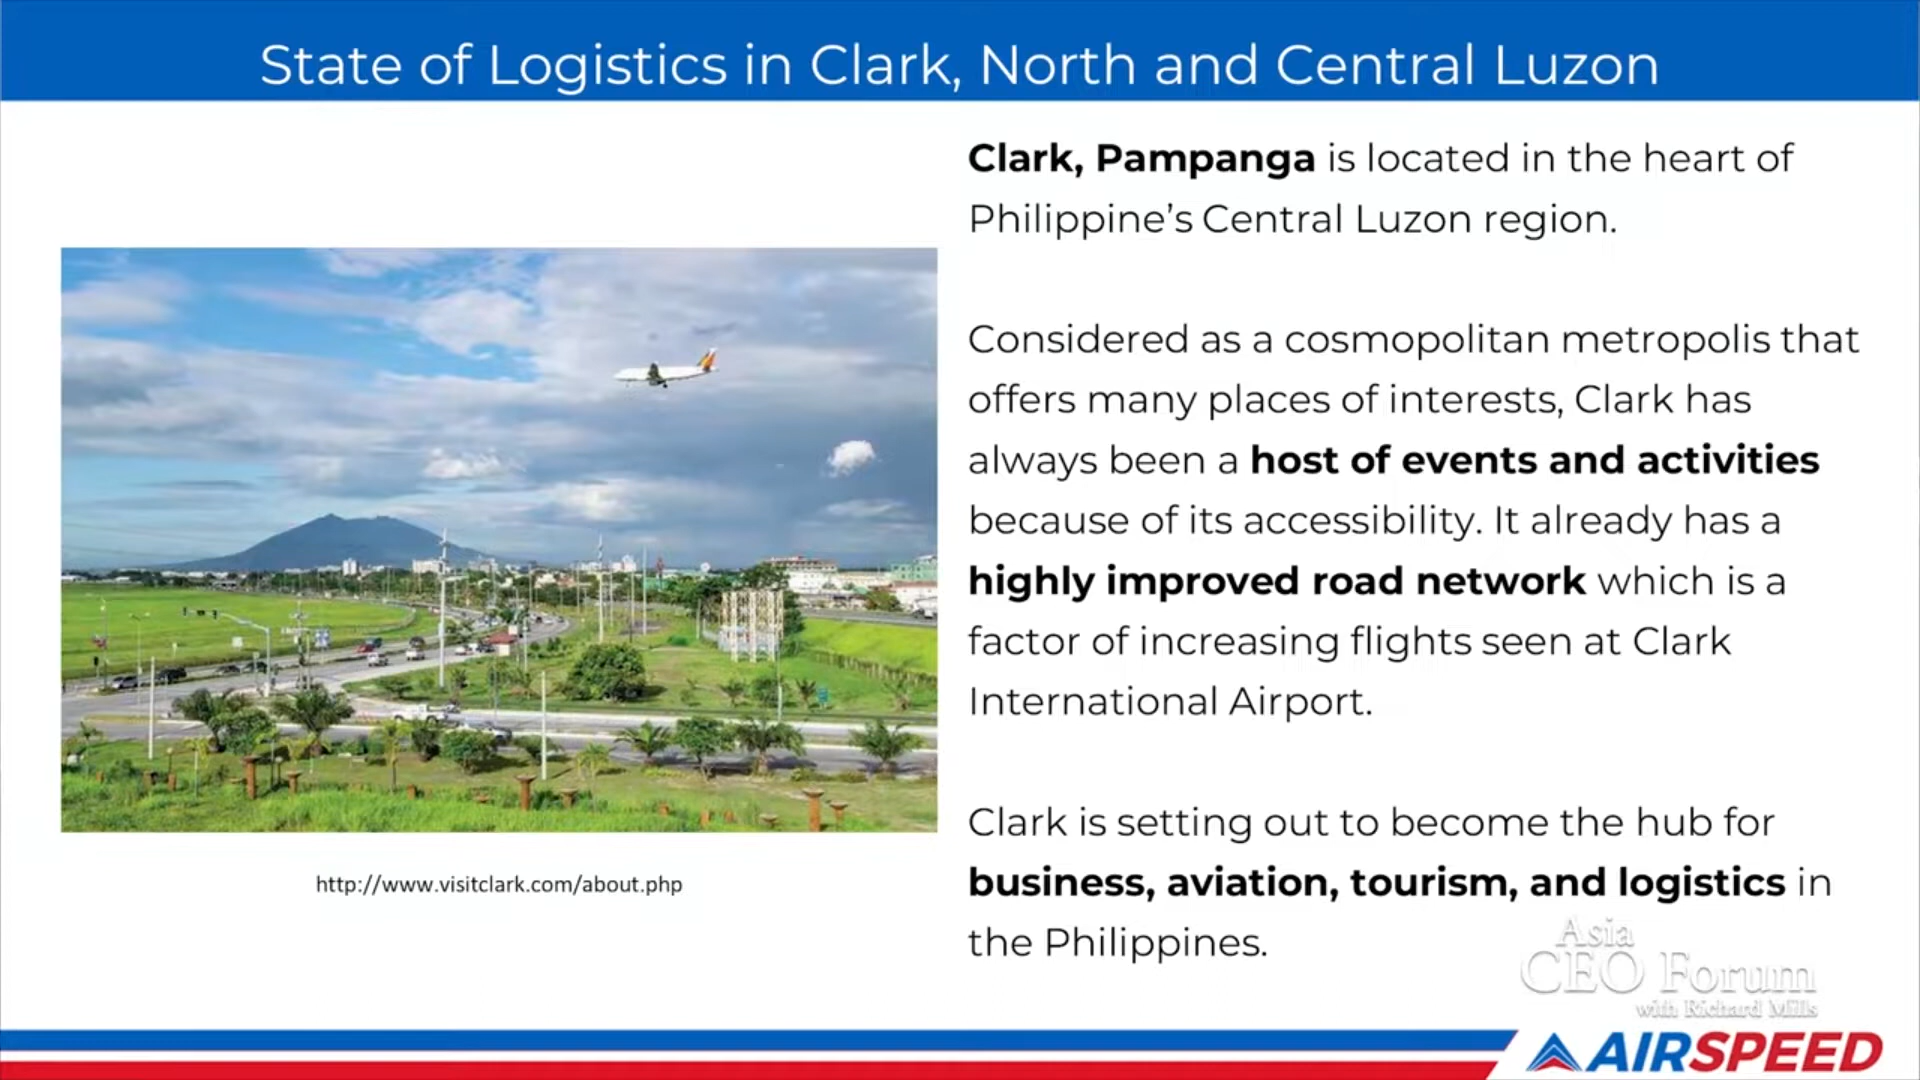 State of Logistics in Clark, North and Central Luzon
Clark, Pampanga is located in the heart of
Philippine's Central Luzon region.
Considered as a cosmopolitan metropolis that
offers many places of interests, Clark has
always been a host of events and activities
because of its accessibility. It already has a
highly improved road network which is a
factor of increasing flights seen at Clark
International Airport.
Clark is setting out to become the hub for
business, aviation, tourism, and logistics in
the Philippines.
http://www.visitclark.com/about.php
Asia
CEO Forum
with Richard Mills
AIRSPEED